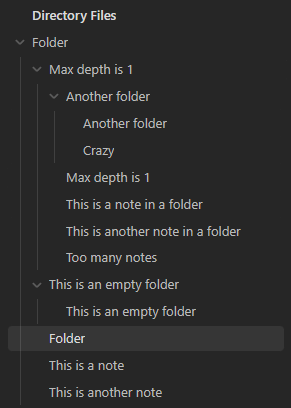 Directory Files
Folder
Max depth is 1
Another folder
Another folder
Crazy
Max depth is 1
This is a note in a folder
This is another note in a folder
Too many notes
This is an empty folder
This is an empty folder
Folder
This is a note
This is another note